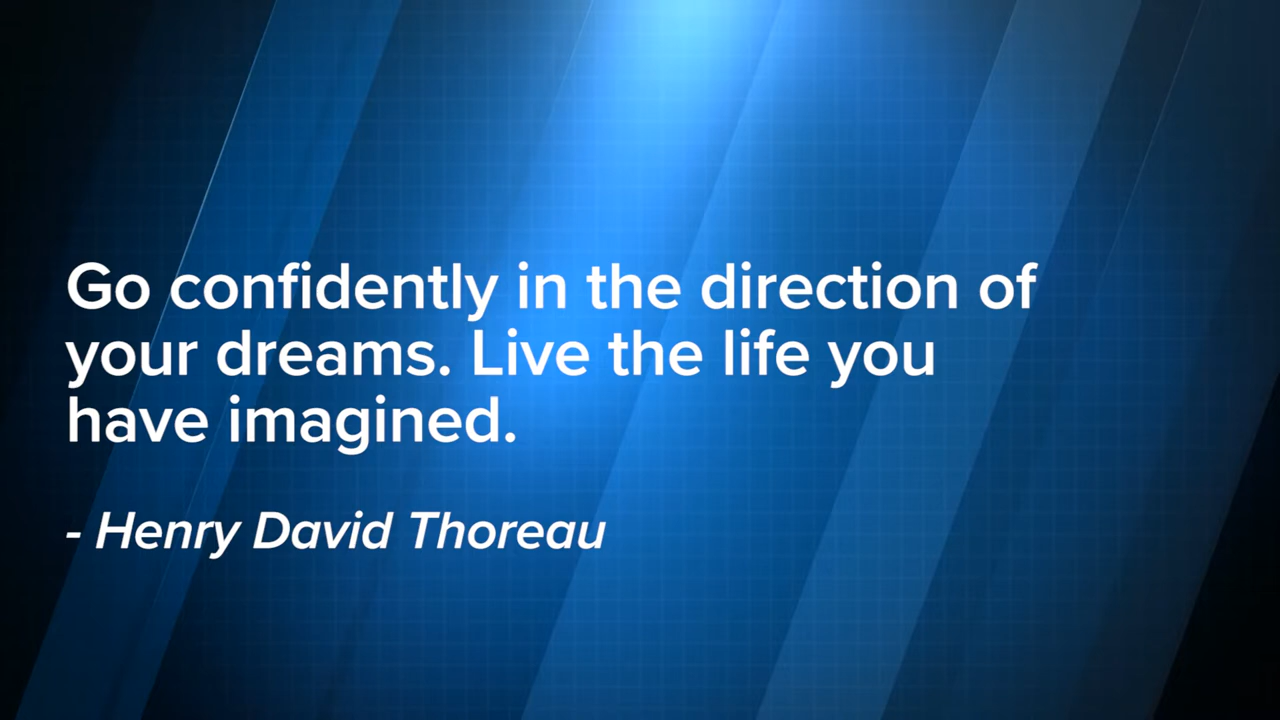 Go confidently in the direction of
your dreams. Live the life you
have imagined.
- Henry David Thoreau